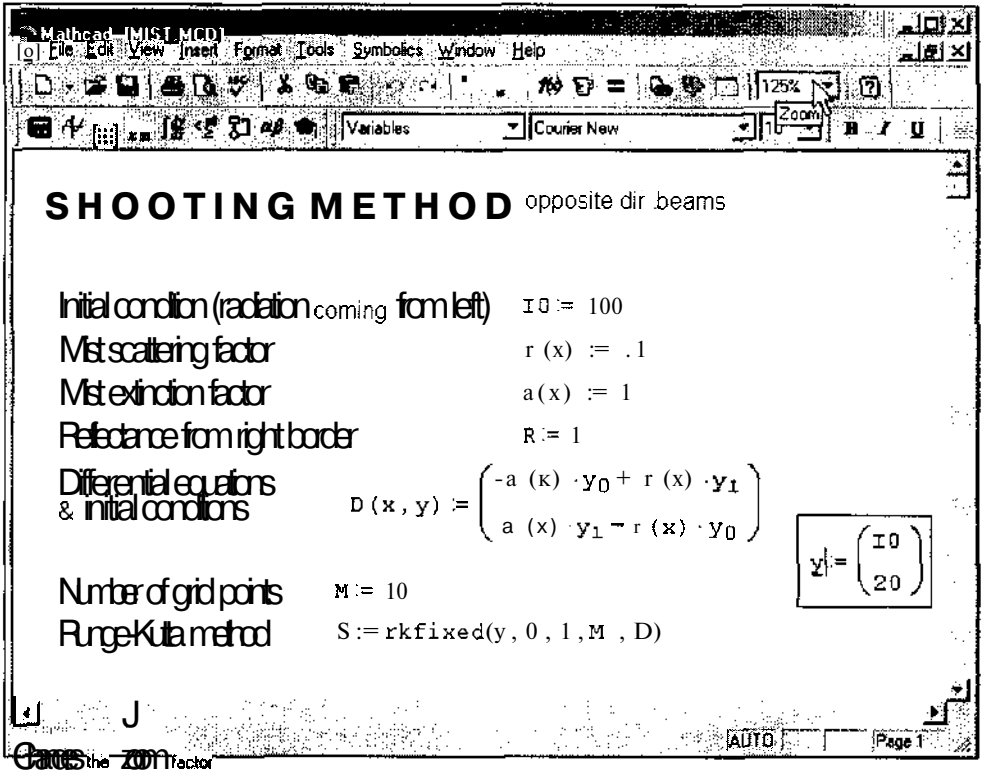 Mathcad - [MIST.MCD]
File Edit View Insert Format Tools Symbolics Window Help
125%
Zoom
Variables Courier New 10 B I U
SHOOTING METHOD opposite dir .beams
Initial condtion (radiation coming from left) I0 := 100
Mist scattering factor r (x) := .1
Mist extinction factor a(x) := 1
Reflectance from right border R := 1
Differential equations
& initial conditions
D(x,y) := ( -a (к) ·y0 + r (x) ·y1
a (x) ·y1 - r (x) ·y0 )
y := ( I0
20 )
Number of grid points M := 10
Runge-Kutta method S := rkfixed(y , 0 , 1 , M , D)
J
AUTO Page 1
Changes the zoom factor